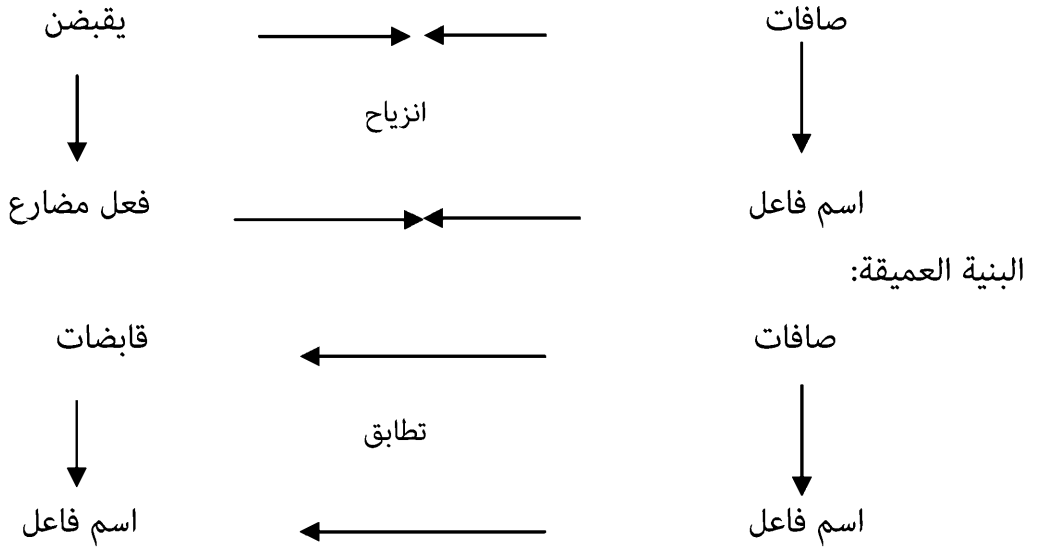 صافات يقبضن
انزياح
اسم فاعل فعل مضارع
البنية العميقة:
صافات قابضات
تطابق
اسم فاعل اسم فاعل